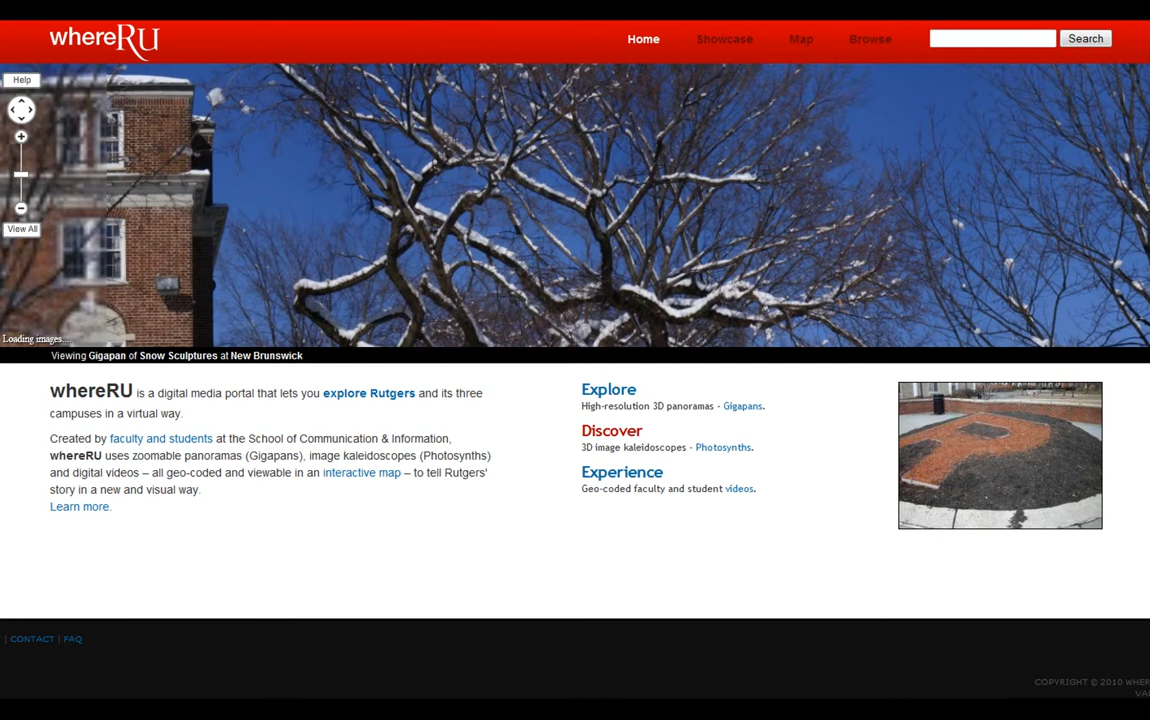 whereRU
Home Showcase Map Browse Search
Help
View All
Loading images....
Viewing Gigapan of Snow Sculptures at New Brunswick
whereRU is a digital media portal that lets you explore Rutgers and its three
campuses in a virtual way.
Created by faculty and students at the School of Communication & Information,
whereRU uses zoomable panoramas (Gigapans), image kaleidoscopes (Photosynths)
and digital videos – all geo-coded and viewable in an interactive map – to tell Rutgers'
story in a new and visual way.
Learn more.
Explore
High-resolution 3D panoramas - Gigapans.
Discover
3D image kaleidoscopes - Photosynths.
Experience
Geo-coded faculty and student videos.
| CONTACT | FAQ
COPYRIGHT © 2010 WHER
VA